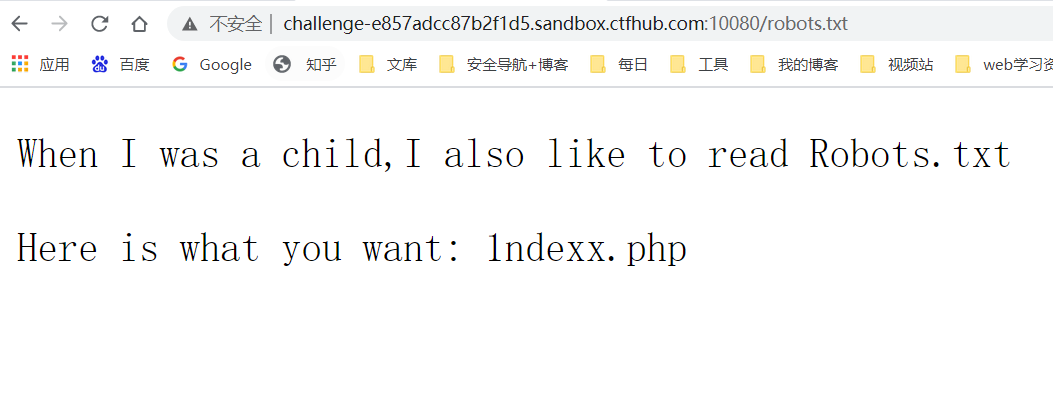 不安全 | challenge-e857adcc87b2f1d5.sandbox.ctfhub.com:10080/robots.txt
应用 百度 Google 知乎 文库 安全导航+博客 每日 工具 我的博客 视频站 web学习资
When I was a child,I also like to read Robots.txt
Here is what you want: 1ndexx.php